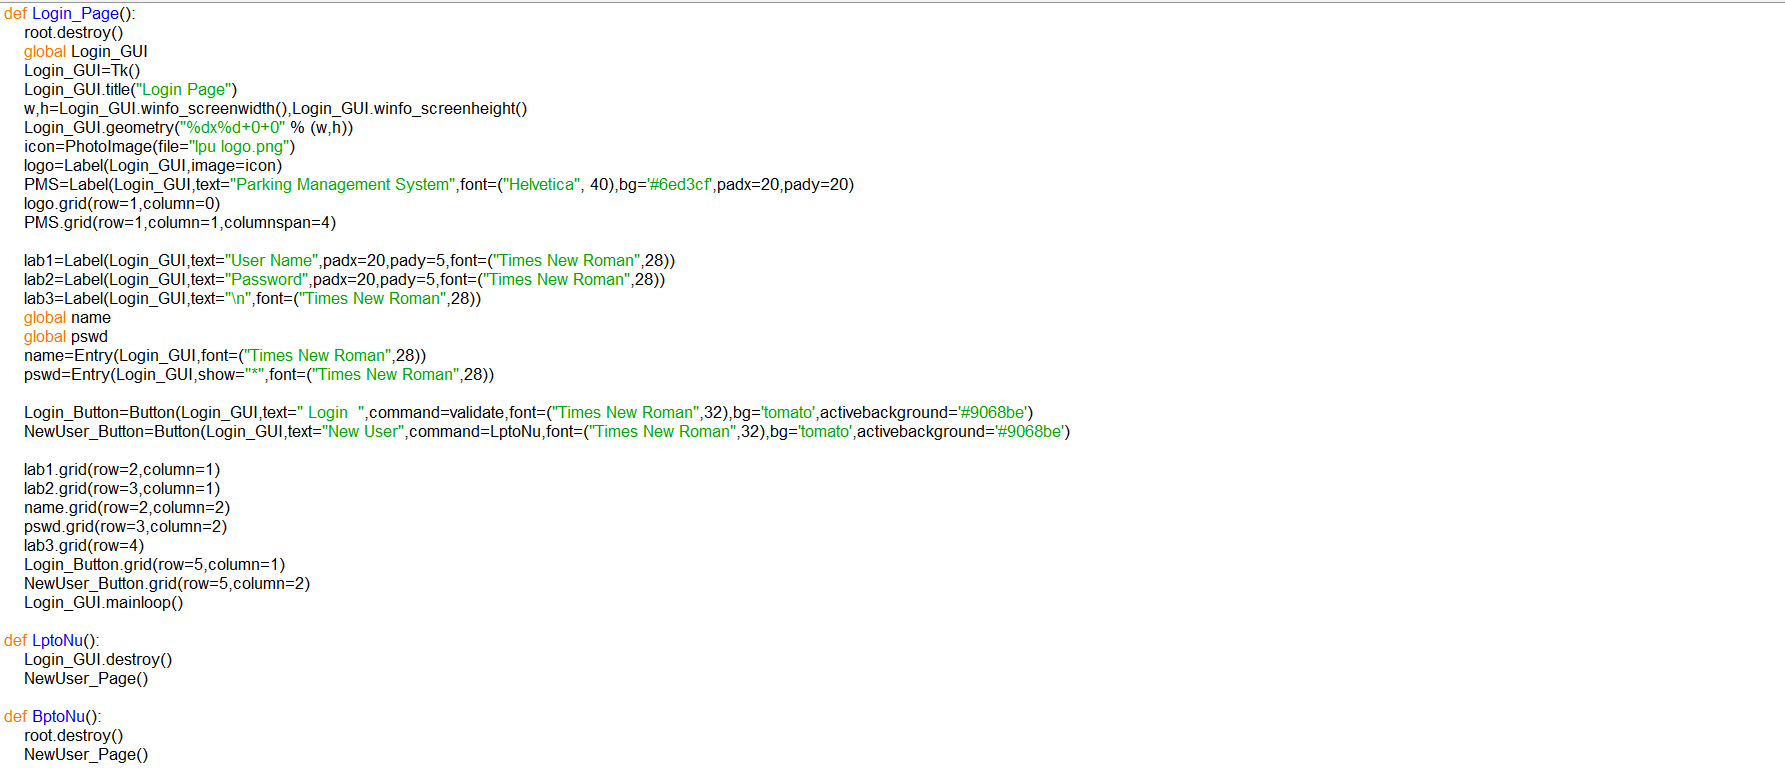 def Login_Page():
    root.destroy()
    global Login_GUI
    Login_GUI=Tk()
    Login_GUI.title("Login Page")
    w,h=Login_GUI.winfo_screenwidth(),Login_GUI.winfo_screenheight()
    Login_GUI.geometry("%dx%d+0+0" % (w,h))
    icon=PhotoImage(file="lpu logo.png")
    logo=Label(Login_GUI,image=icon)
    PMS=Label(Login_GUI,text="Parking Management System",font=("Helvetica", 40),bg='#6ed3cf',padx=20,pady=20)
    logo.grid(row=1,column=0)
    PMS.grid(row=1,column=1,columnspan=4)

    lab1=Label(Login_GUI,text="User Name",padx=20,pady=5,font=("Times New Roman",28))
    lab2=Label(Login_GUI,text="Password",padx=20,pady=5,font=("Times New Roman",28))
    lab3=Label(Login_GUI,text="\n",font=("Times New Roman",28))
    global name
    global pswd
    name=Entry(Login_GUI,font=("Times New Roman",28))
    pswd=Entry(Login_GUI,show="*",font=("Times New Roman",28))

    Login_Button=Button(Login_GUI,text=" Login  ",command=validate,font=("Times New Roman",32),bg='tomato',activebackground='#9068be')
    NewUser_Button=Button(Login_GUI,text="New User",command=LptoNu,font=("Times New Roman",32),bg='tomato',activebackground='#9068be')

    lab1.grid(row=2,column=1)
    lab2.grid(row=3,column=1)
    name.grid(row=2,column=2)
    pswd.grid(row=3,column=2)
    lab3.grid(row=4)
    Login_Button.grid(row=5,column=1)
    NewUser_Button.grid(row=5,column=2)
    Login_GUI.mainloop()

def LptoNu():
    Login_GUI.destroy()
    NewUser_Page()

def BptoNu():
    root.destroy()
    NewUser_Page()